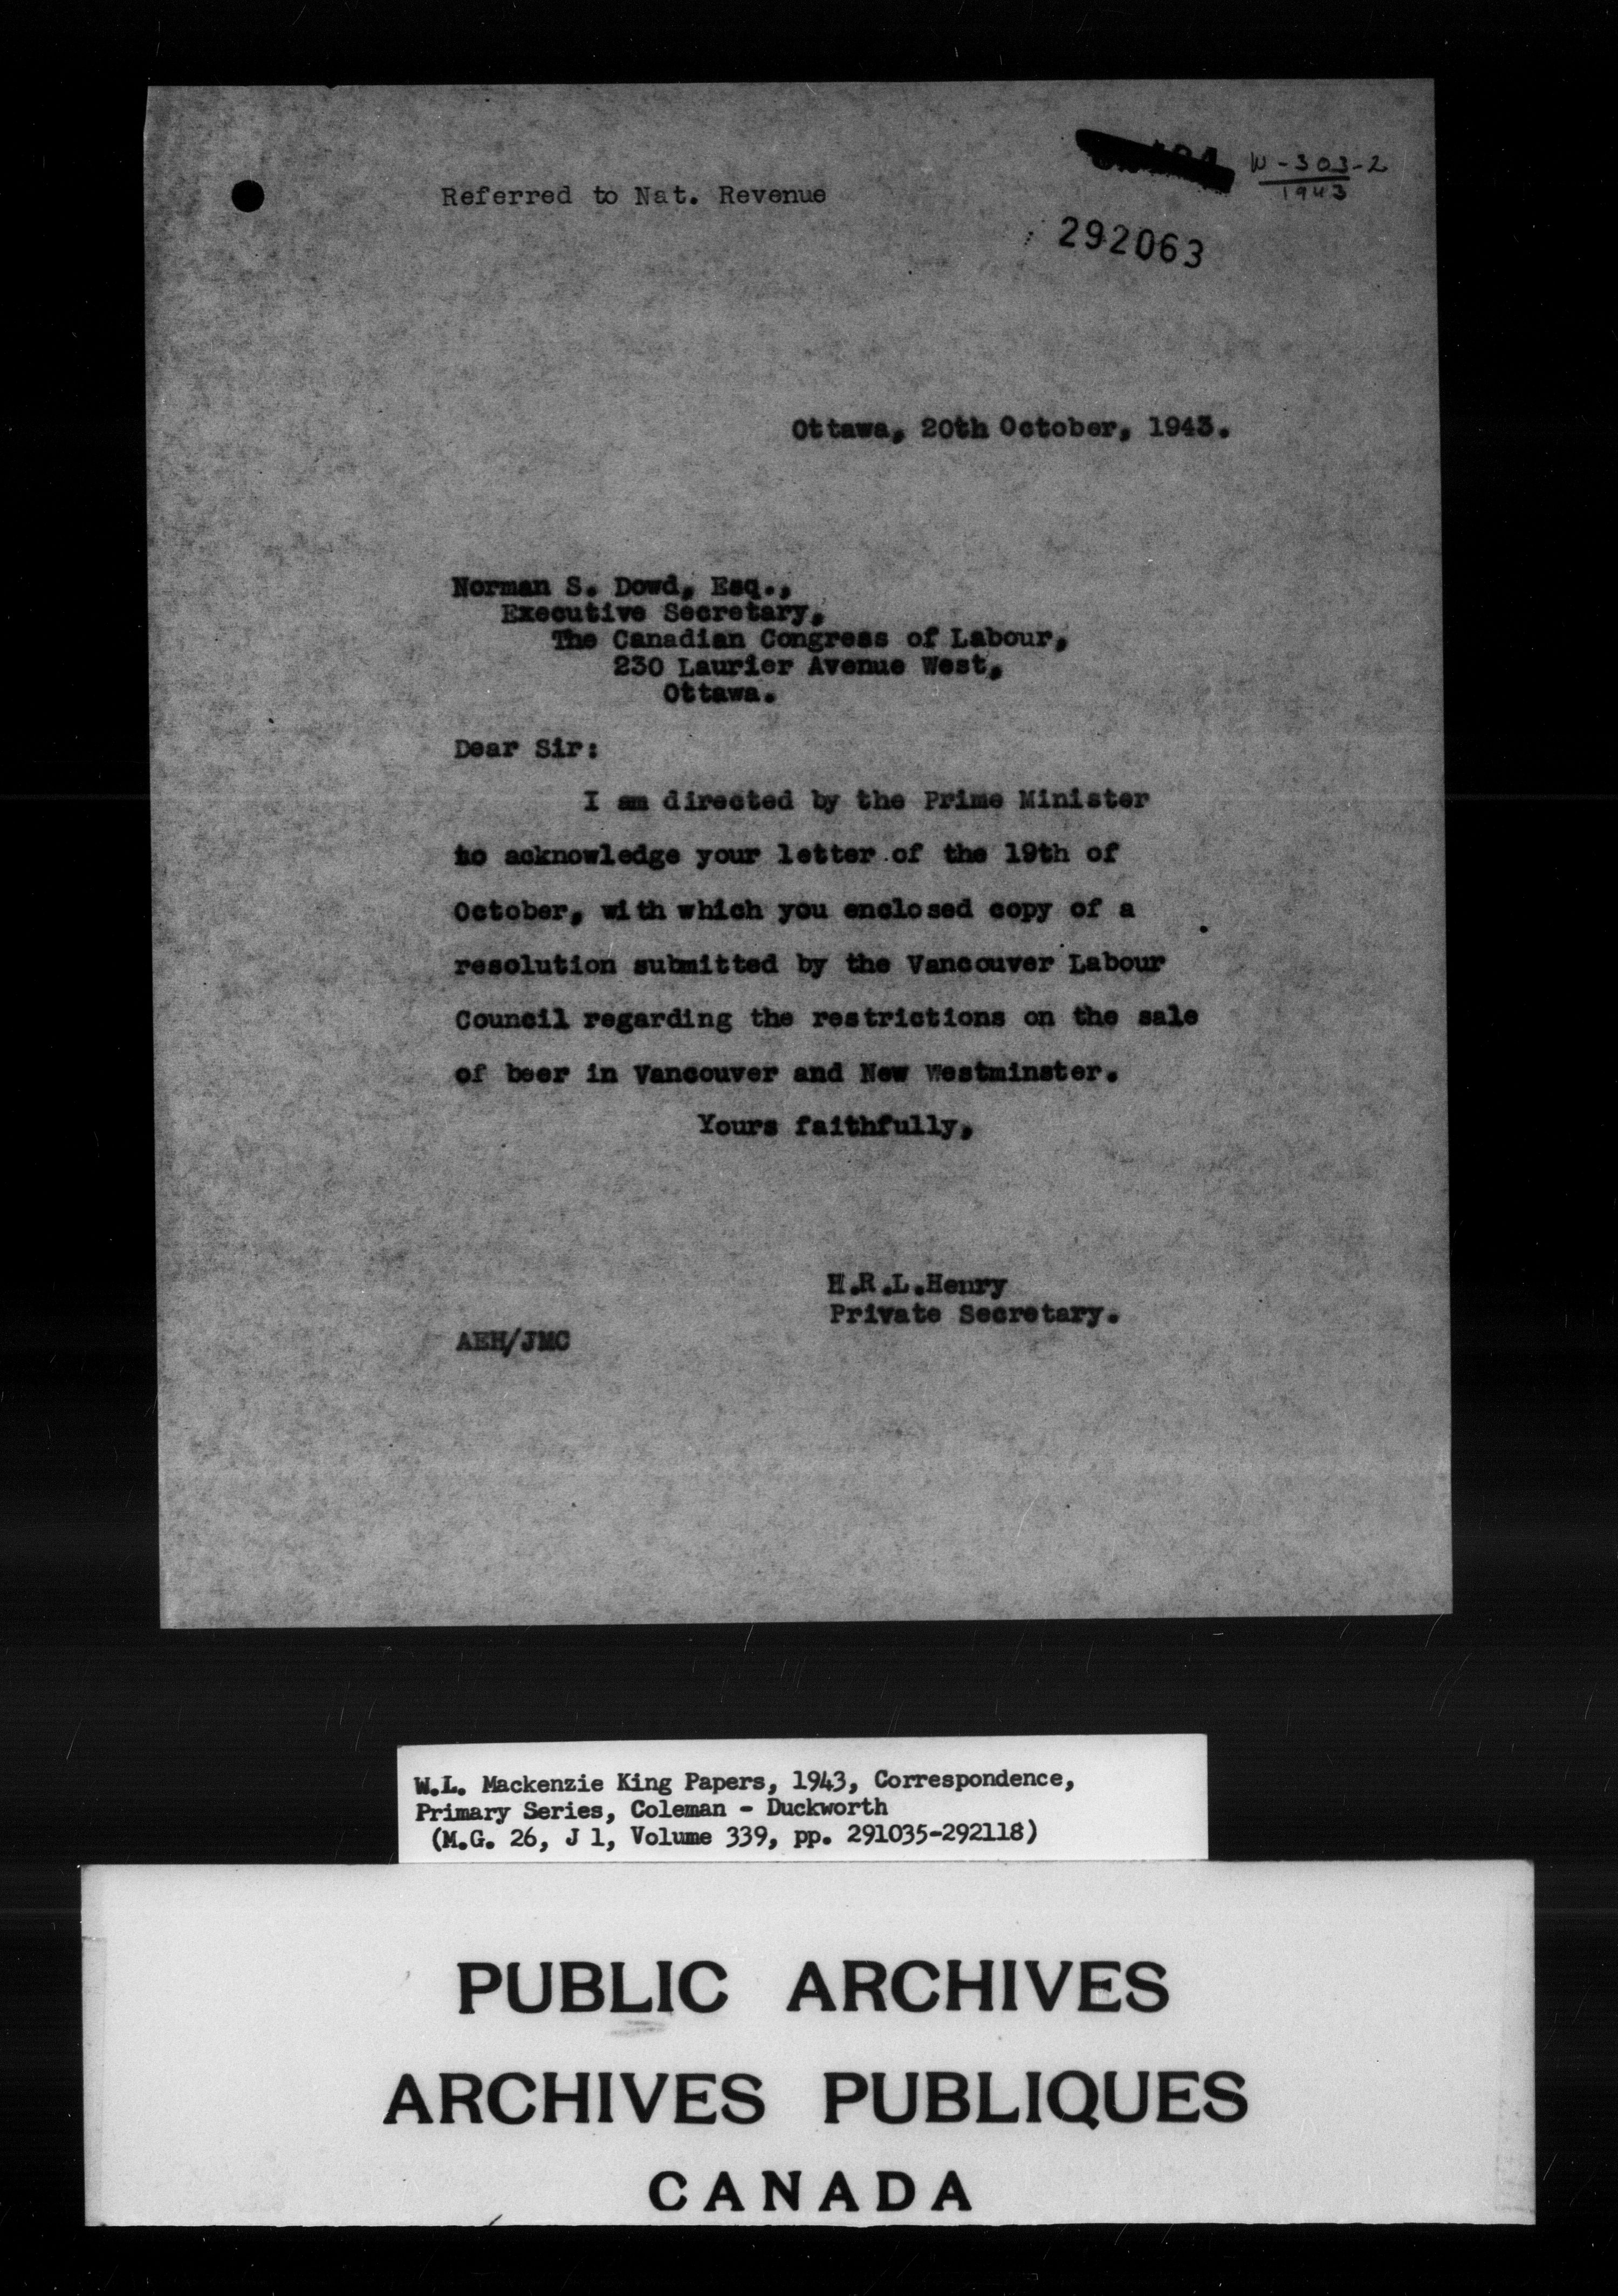 Referred to Nat. Revenue
W-303-2
1943
292063
Ottawa, 20th October, 1943.
Norman S. Dowd, Esq.,
Executive Secretary,
The Canadian Congress of Labour,
230 Laurier Avenue West,
Ottawa.
Dear Sir:
I am directed by the Prime Minister
to acknowledge your letter of the 19th of
October, with which you enclosed copy of a
resolution submitted by the Vancouver Labour
Council regarding the restrictions on the sale
of beer in Vancouver and New Westminster.
Yours faithfully,
H.R.L.Henry
Private Secretary.
AEH/JMC
W.L. Mackenzie King Papers, 1943, Correspondence,
Primary Series, Coleman - Duckworth
(M.G. 26, J 1, Volume 339, pp. 291035-292118)
PUBLIC ARCHIVES
ARCHIVES PUBLIQUES
CANADA